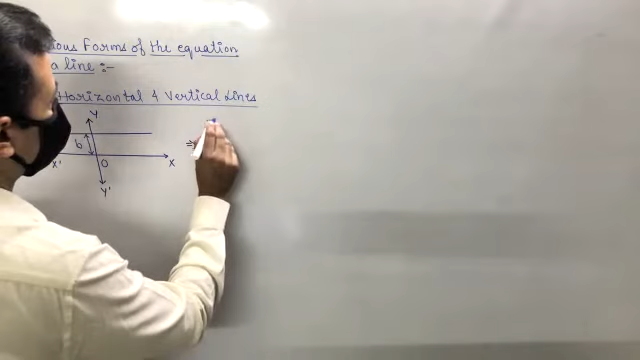 ious Forms of the equation
a line :-
Horizontal & Vertical Lines
Y
b
X' O X
Y'
⇒